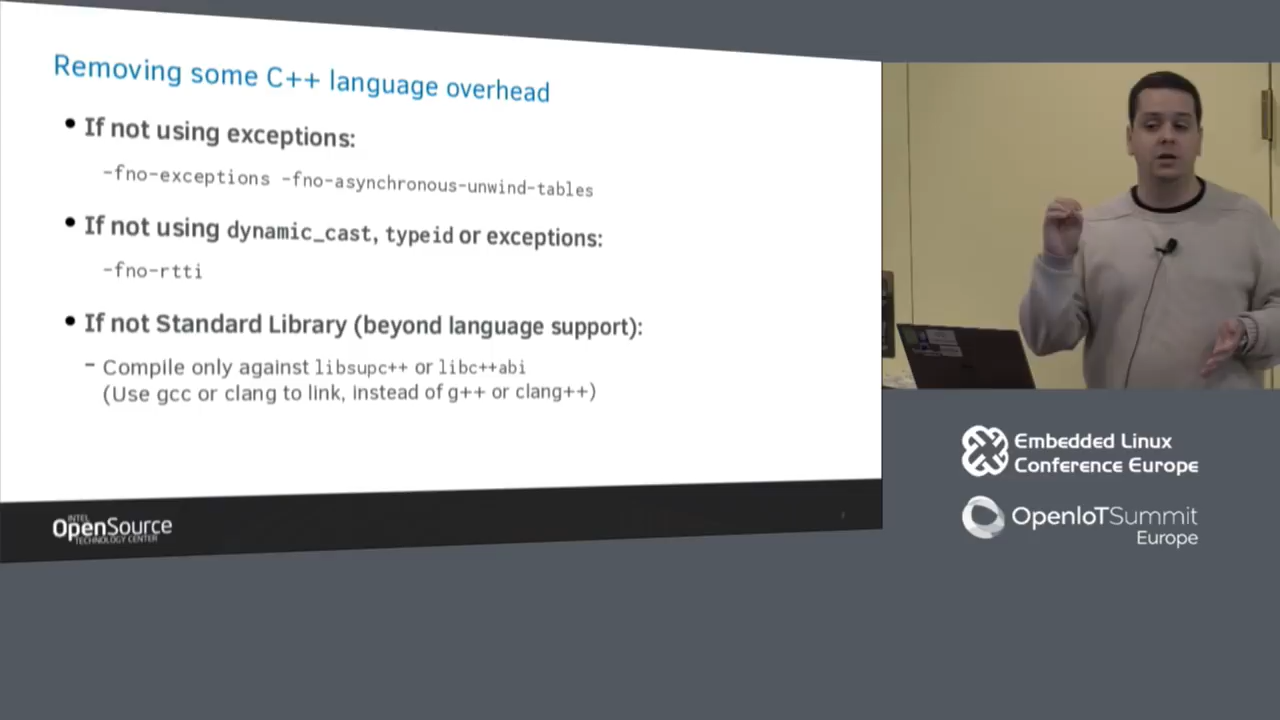 Removing some C++ language overhead
• If not using exceptions:
-fno-exceptions -fno-asynchronous-unwind-tables
• If not using dynamic_cast, typeid or exceptions:
-fno-rtti
• If not Standard Library (beyond language support):
– Compile only against libsupc++ or libc++abi
(Use gcc or clang to link, instead of g++ or clang++)
INTEL
OpenSource
TECHNOLOGY CENTER
Embedded Linux
Conference Europe
OpenIoTSummit
Europe